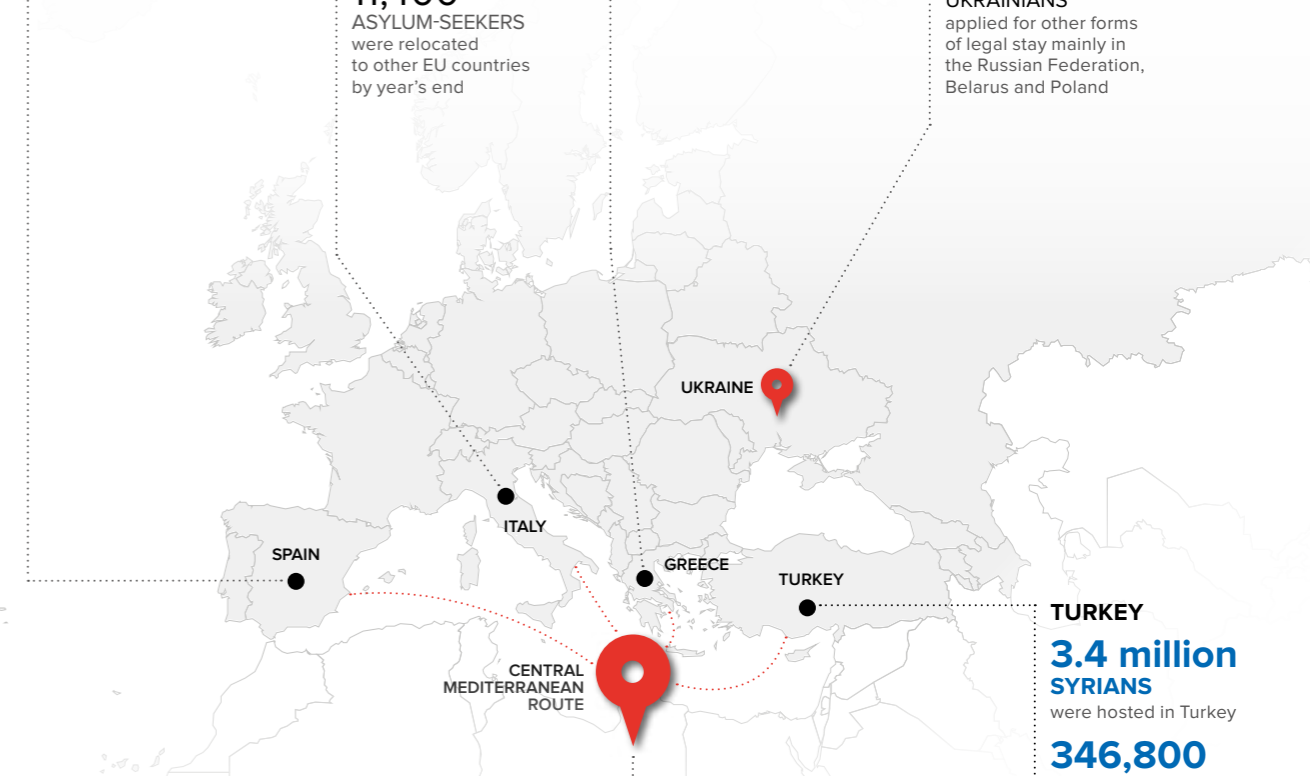 ASYLUM-SEEKERS
were relocated
to other EU countries
by year's end
UKRAINIANS
applied for other forms
of legal stay mainly in
the Russian Federation,
Belarus and Poland
UKRAINE
ITALY
SPAIN
GREECE
TURKEY
CENTRAL
MEDITERRANEAN
ROUTE
TURKEY
3.4 million
SYRIANS
were hosted in Turkey
346,800